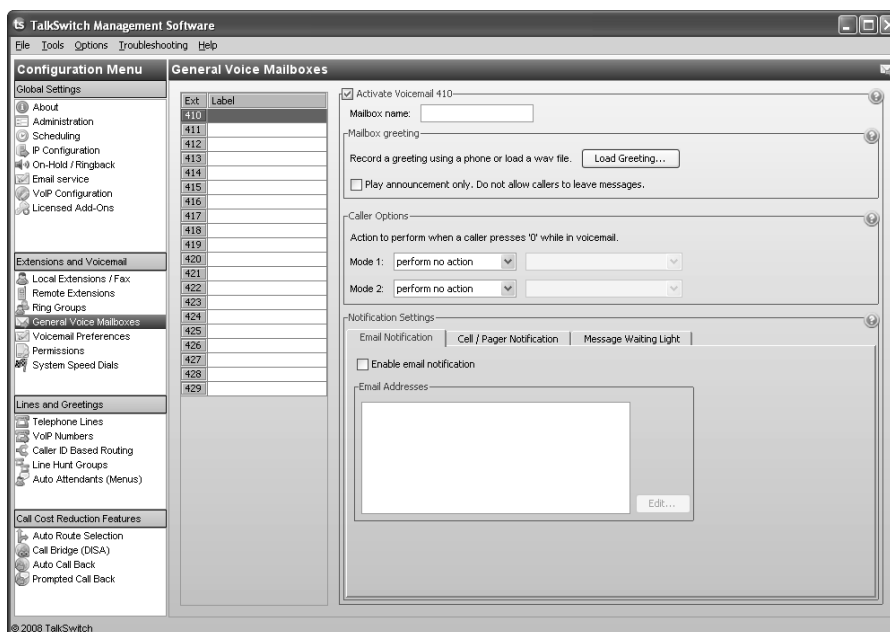 ts TalkSwitch Management Software
File Tools Options Troubleshooting Help
Configuration Menu
Global Settings
About
Administration
Scheduling
IP Configuration
On-Hold / Ringback
Email service
VoIP Configuration
Licensed Add-Ons
Extensions and Voicemail
Local Extensions / Fax
Remote Extensions
Ring Groups
General Voice Mailboxes
Voicemail Preferences
Permissions
System Speed Dials
Lines and Greetings
Telephone Lines
VoIP Numbers
Caller ID Based Routing
Line Hunt Groups
Auto Attendants (Menus)
Call Cost Reduction Features
Auto Route Selection
Call Bridge (DISA)
Auto Call Back
Prompted Call Back
General Voice Mailboxes
Ext Label
410
411
412
413
414
415
416
417
418
419
420
421
422
423
424
425
426
427
428
429
Activate Voicemail 410
Mailbox name:
Mailbox greeting
Record a greeting using a phone or load a wav file. Load Greeting...
Play announcement only. Do not allow callers to leave messages.
Caller Options
Action to perform when a caller presses '0' while in voicemail.
Mode 1: perform no action
Mode 2: perform no action
Notification Settings
Email Notification Cell / Pager Notification Message Waiting Light
Enable email notification
Email Addresses
Edit...
© 2008 TalkSwitch